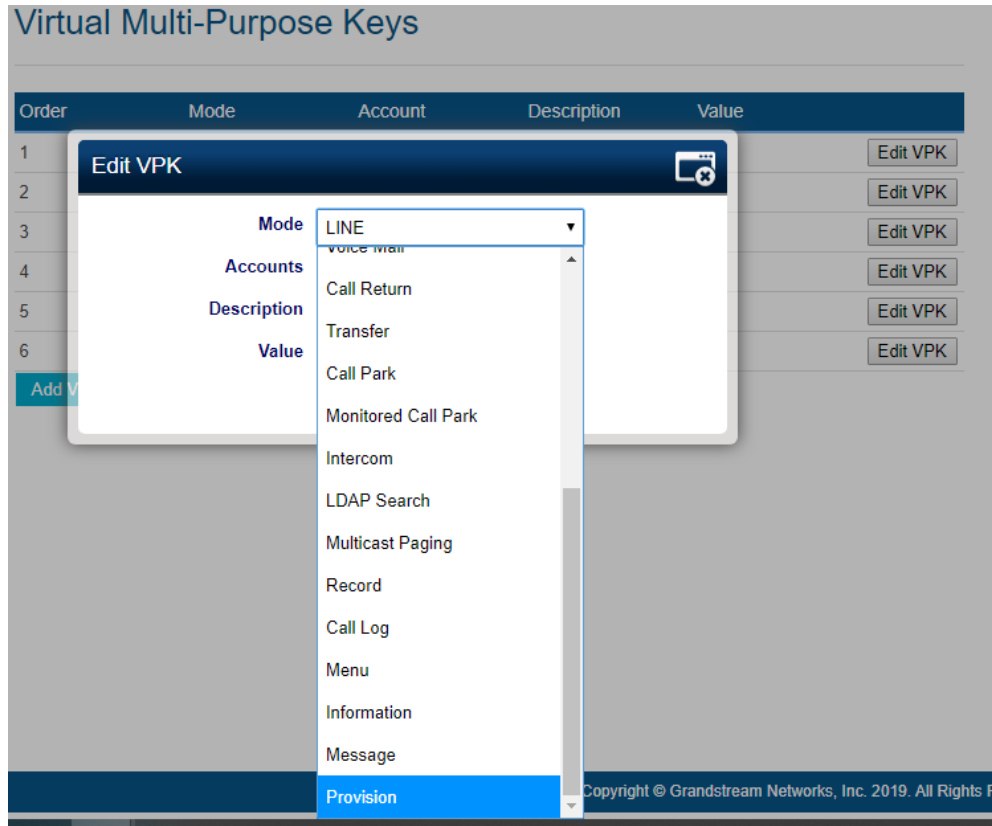 Virtual Multi-Purpose Keys
Order Mode Account Description Value
1 Edit VPK
2 Edit VPK
3 Edit VPK
4 Edit VPK
5 Edit VPK
6 Edit VPK
Add V
Edit VPK
Mode LINE
Accounts
Description
Value
Voice Mail
Call Return
Transfer
Call Park
Monitored Call Park
Intercom
LDAP Search
Multicast Paging
Record
Call Log
Menu
Information
Message
Provision
Copyright © Grandstream Networks, Inc. 2019. All Rights R